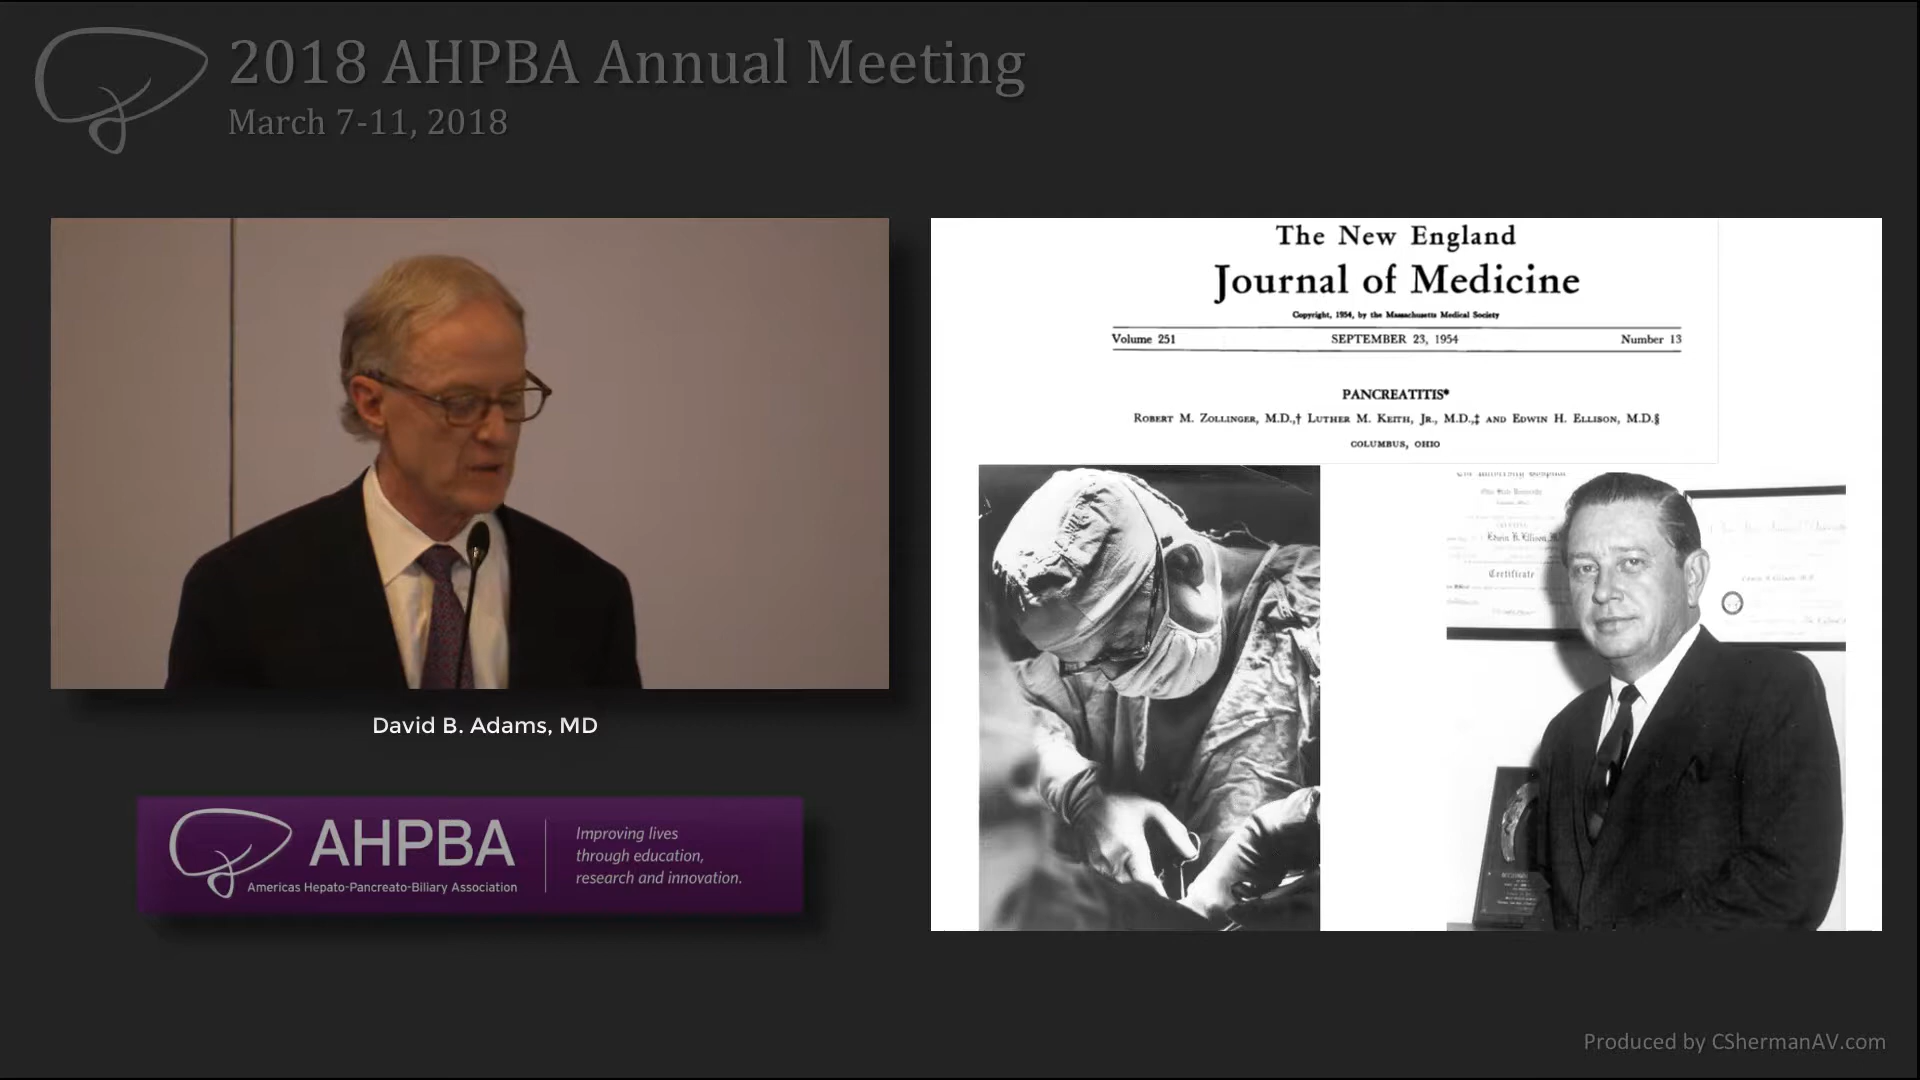 2018 AHPBA Annual Meeting
March 7-11, 2018
The New England
Journal of Medicine
Copyright, 1954, by the Massachusetts Medical Society
Volume 251 SEPTEMBER 23, 1954 Number 13
PANCREATITIS*
ROBERT M. ZOLLINGER, M.D.,† LUTHER M. KEITH, JR., M.D.,‡ AND EDWIN H. ELLISON, M.D.§
COLUMBUS, OHIO
Ohio State University
Certificate
David B. Adams, MD
AHPBA
Americas Hepato-Pancreato-Biliary Association
Improving lives
through education,
research and innovation.
Produced by CShermanAV.com